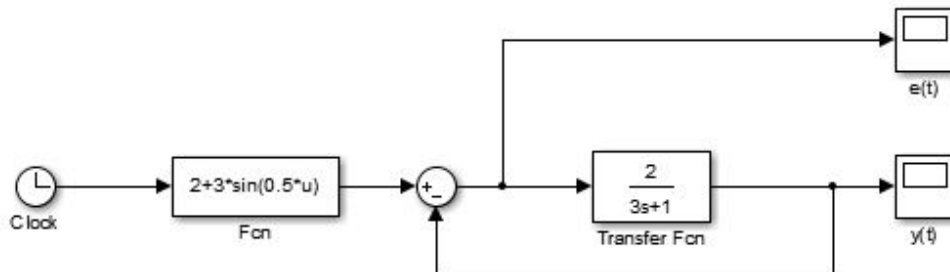 e(t)
2+3*sin(0.5*u)
+
-
2
3s+1
Clock
Fcn
Transfer Fcn
y(t)